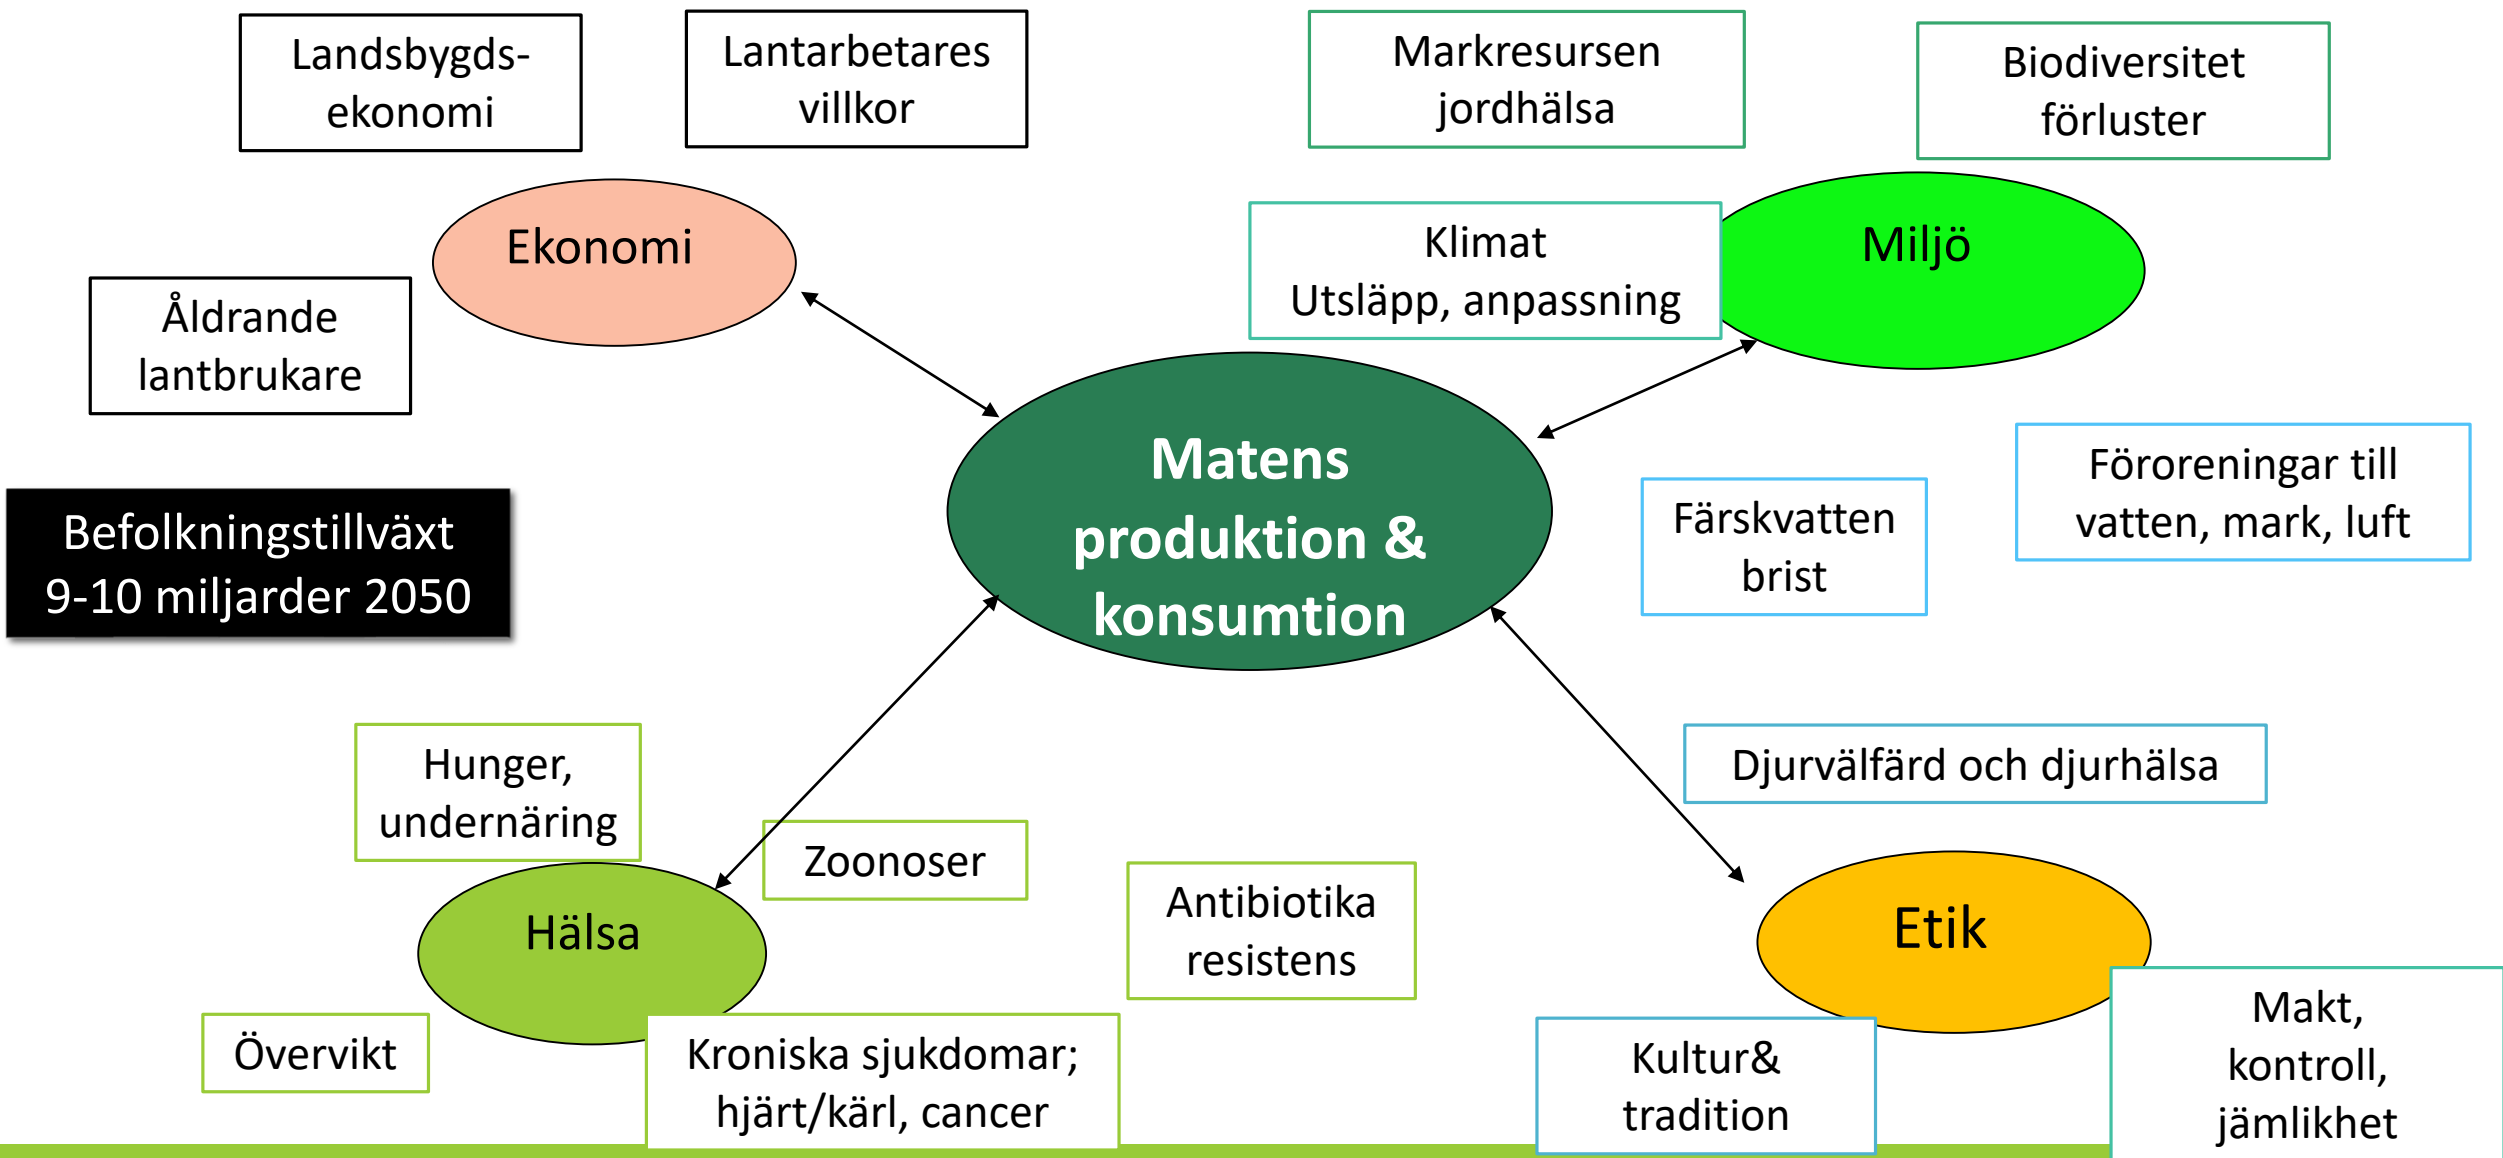 Landsbygds-
ekonomi
Lantarbetares
villkor
Markresursen
jordhälsa
Biodiversitet
förluster
Ekonomi
Klimat
Utsläpp, anpassning
Miljö
Åldrande
lantbrukare
Matens
produktion &
konsumtion
Befolkningstillväxt
9-10 miljarder 2050
Färskvatten
brist
Föroreningar till
vatten, mark, luft
Hunger,
undernäring
Zoonoser
Djurvälfärd och djurhälsa
Hälsa
Antibiotika
resistens
Etik
Övervikt
Kroniska sjukdomar;
hjärt/kärl, cancer
Kultur&
tradition
Makt,
kontroll,
jämlikhet